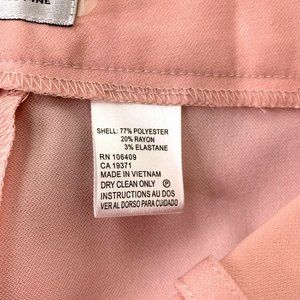 SHELL: 77% POLYESTER
20% RAYON
3% ELASTANE
RN 106409
CA 19371
MADE IN VIETNAM
DRY CLEAN ONLY Ⓟ
INSTRUCTIONS AU DOS
VER AL DORSO PARA CUIDADO